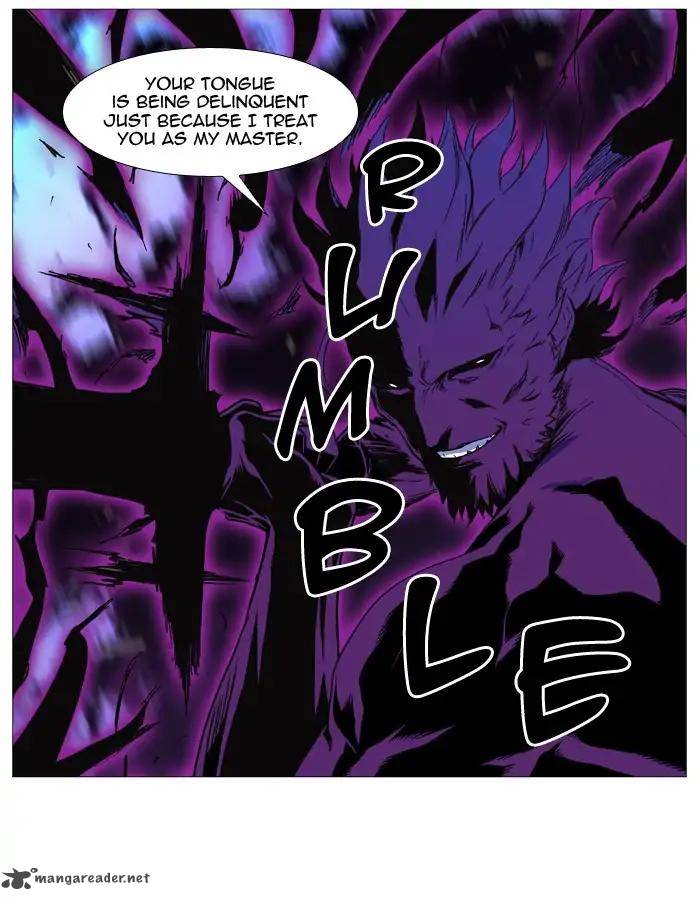 YOUR TONGUE
IS BEING DELINQUENT
JUST BECAUSE I TREAT
YOU AS MY MASTER.
RUMBLE
mangareader.net